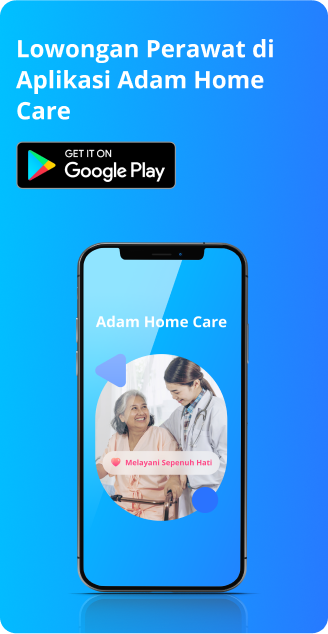 Lowongan Perawat di
Aplikasi Adam Home
Care
GET IT ON
Google Play
Adam Home Care
Melayani Sepenuh Hati